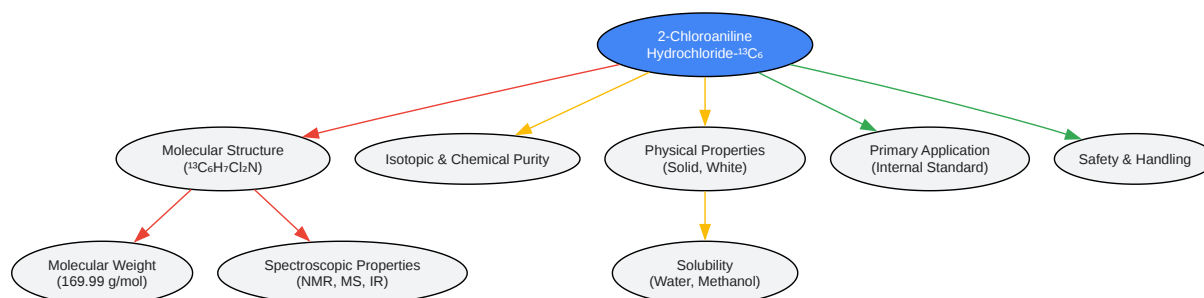 2-Chloroaniline
Hydrochloride-¹³C₆
Molecular Structure
(¹³C₆H₇Cl₂N)
Isotopic & Chemical Purity
Physical Properties
(Solid, White)
Primary Application
(Internal Standard)
Safety & Handling
Molecular Weight
(169.99 g/mol)
Spectroscopic Properties
(NMR, MS, IR)
Solubility
(Water, Methanol)